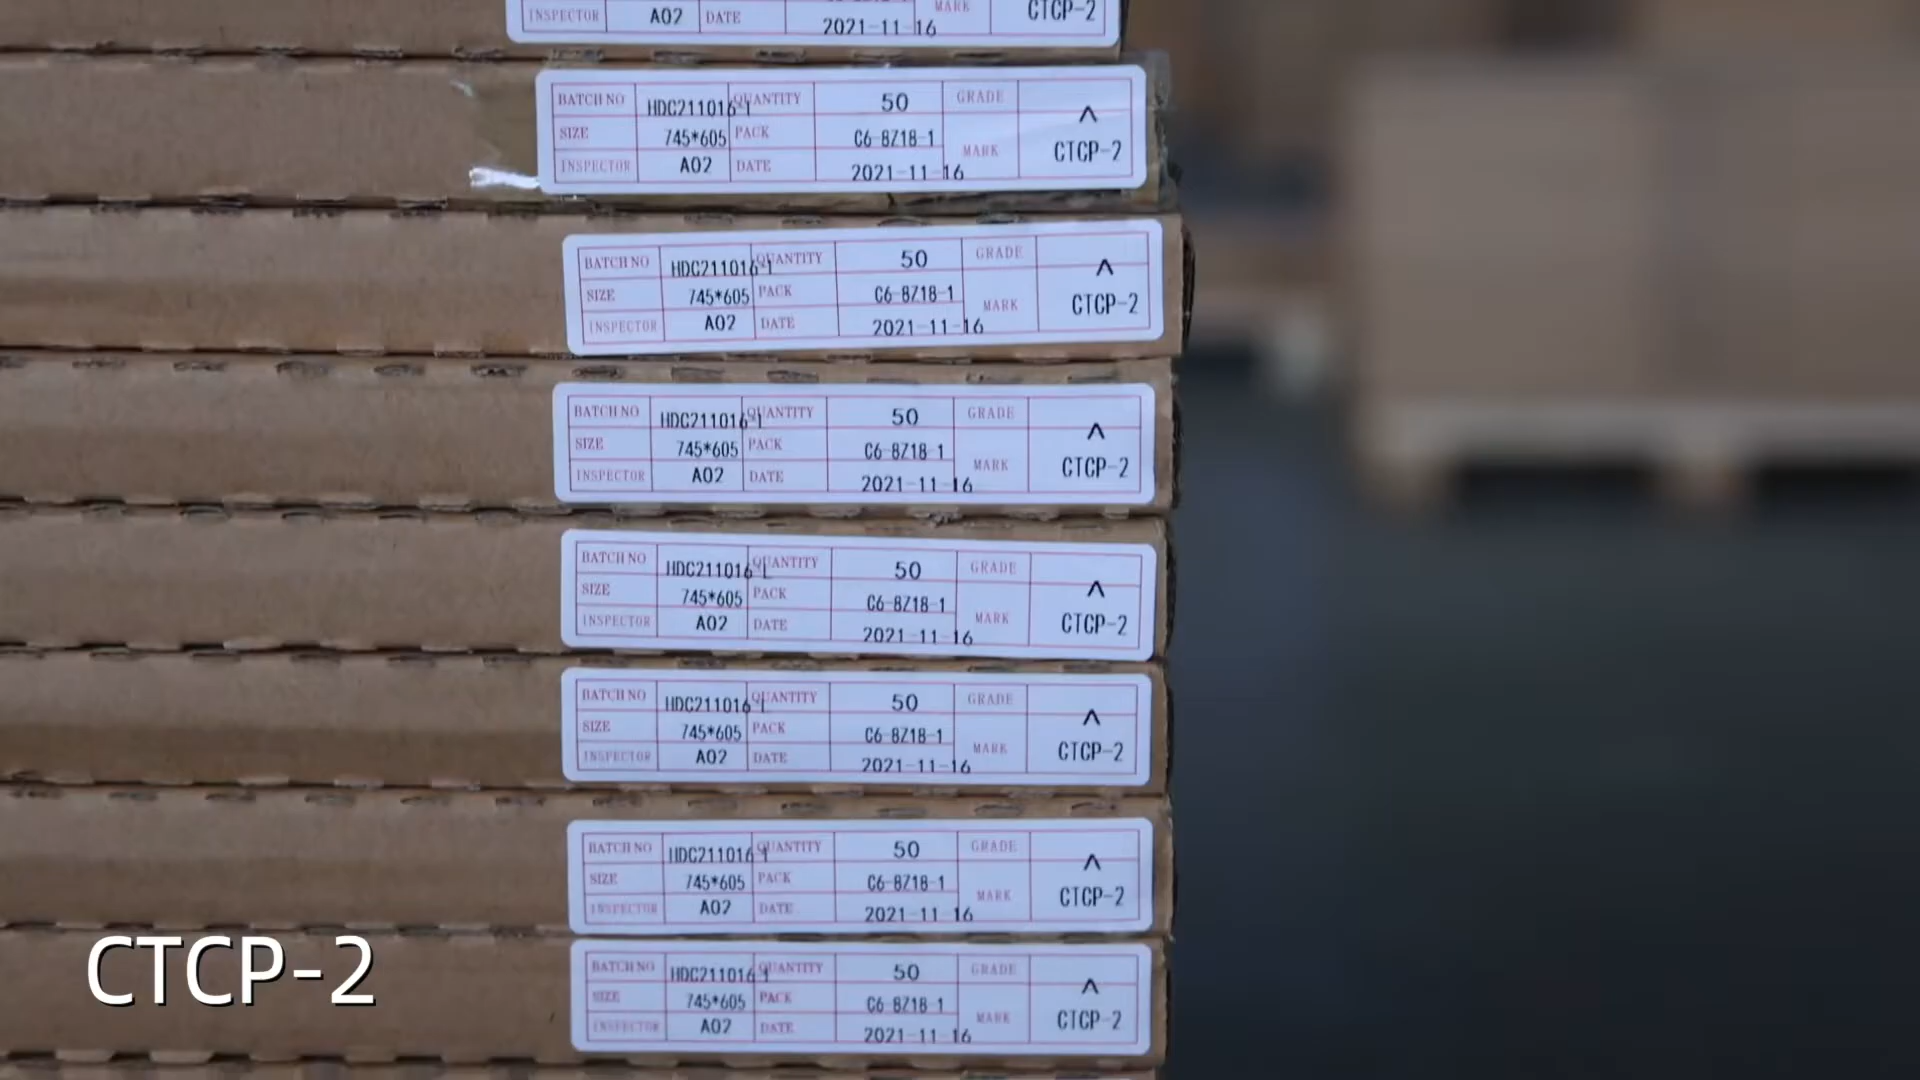 INSPECTOR A02 DATE 2021-11-16 MARK CTCP-2
BATCH NO HDC211016-1 QUANTITY 50 GRADE A
SIZE 745*605 PACK C6-8Z18-1
INSPECTOR A02 DATE 2021-11-16 MARK CTCP-2
BATCH NO HDC211016-1 QUANTITY 50 GRADE A
SIZE 745*605 PACK C6-8Z18-1
INSPECTOR A02 DATE 2021-11-16 MARK CTCP-2
BATCH NO HDC211016-1 QUANTITY 50 GRADE A
SIZE 745*605 PACK C6-8Z18-1
INSPECTOR A02 DATE 2021-11-16 MARK CTCP-2
BATCH NO HDC211016-1 QUANTITY 50 GRADE A
SIZE 745*605 PACK C6-8Z18-1
INSPECTOR A02 DATE 2021-11-16 MARK CTCP-2
BATCH NO HDC211016-1 QUANTITY 50 GRADE A
SIZE 745*605 PACK C6-8Z18-1
INSPECTOR A02 DATE 2021-11-16 MARK CTCP-2
BATCH NO HDC211016-1 QUANTITY 50 GRADE A
SIZE 745*605 PACK C6-8Z18-1
INSPECTOR A02 DATE 2021-11-16 MARK CTCP-2
BATCH NO HDC211016-1 QUANTITY 50 GRADE A
SIZE 745*605 PACK C6-8Z18-1
INSPECTOR A02 DATE 2021-11-16 MARK CTCP-2
CTCP-2